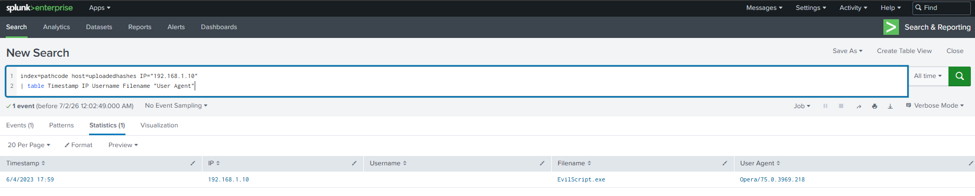 splunk>enterprise Apps Messages Settings Activity Help Find
Search Analytics Datasets Reports Alerts Dashboards Search & Reporting
New Search Save As Create Table View Close
1 index=pathcode host=uploadedhashes IP="192.168.1.10"
2 | table Timestamp IP Username Filename "User Agent"
All time
✓ 1 event (before 7/2/26 12:02:49.000 AM) No Event Sampling Job Verbose Mode
Events (1) Patterns Statistics (1) Visualization
20 Per Page Format Preview
Timestamp IP Username Filename User Agent
6/4/2023 17:59 192.168.1.10 EvilScript.exe Opera/75.0.3969.218